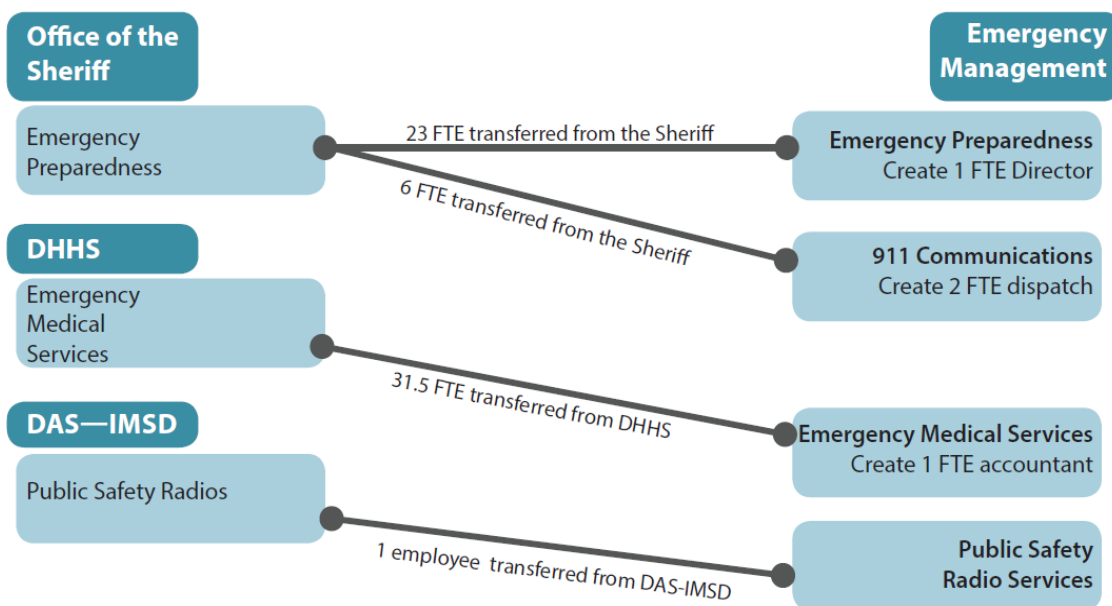 Office of the
Sheriff
Emergency
Management
Emergency
Preparedness
23 FTE transferred from the Sheriff
6 FTE transferred from the Sheriff
Emergency Preparedness
Create 1 FTE Director
911 Communications
Create 2 FTE dispatch
DHHS
Emergency
Medical
Services
31.5 FTE transferred from DHHS
Emergency Medical Services
Create 1 FTE accountant
DAS—IMSD
Public Safety Radios
1 employee transferred from DAS-IMSD
Public Safety
Radio Services